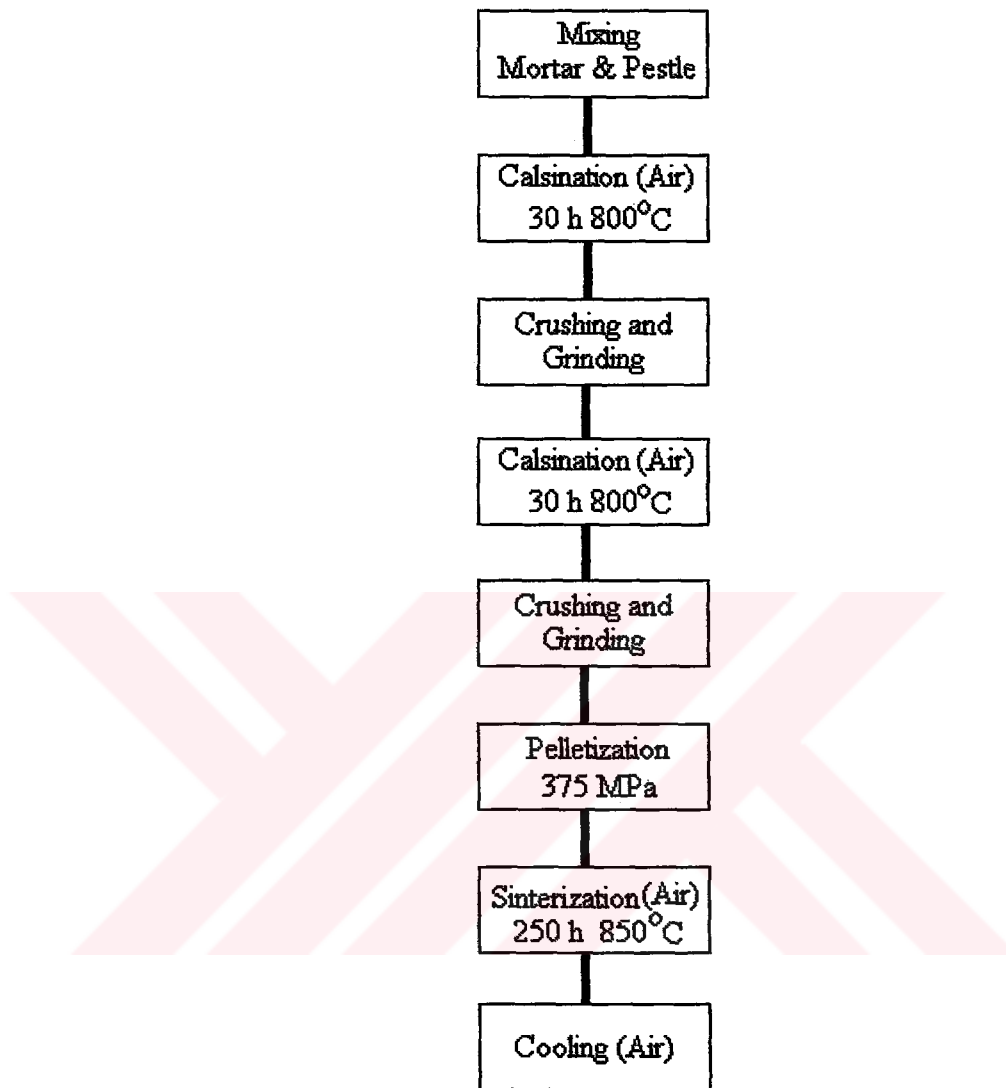 Mixing
Mortar & Pestle
Calsination (Air)
30 h 800°C
Crushing and
Grinding
Calsination (Air)
30 h 800°C
Crushing and
Grinding
Pelletization
375 MPa
Sinterization (Air)
250 h 850°C
Cooling (Air)